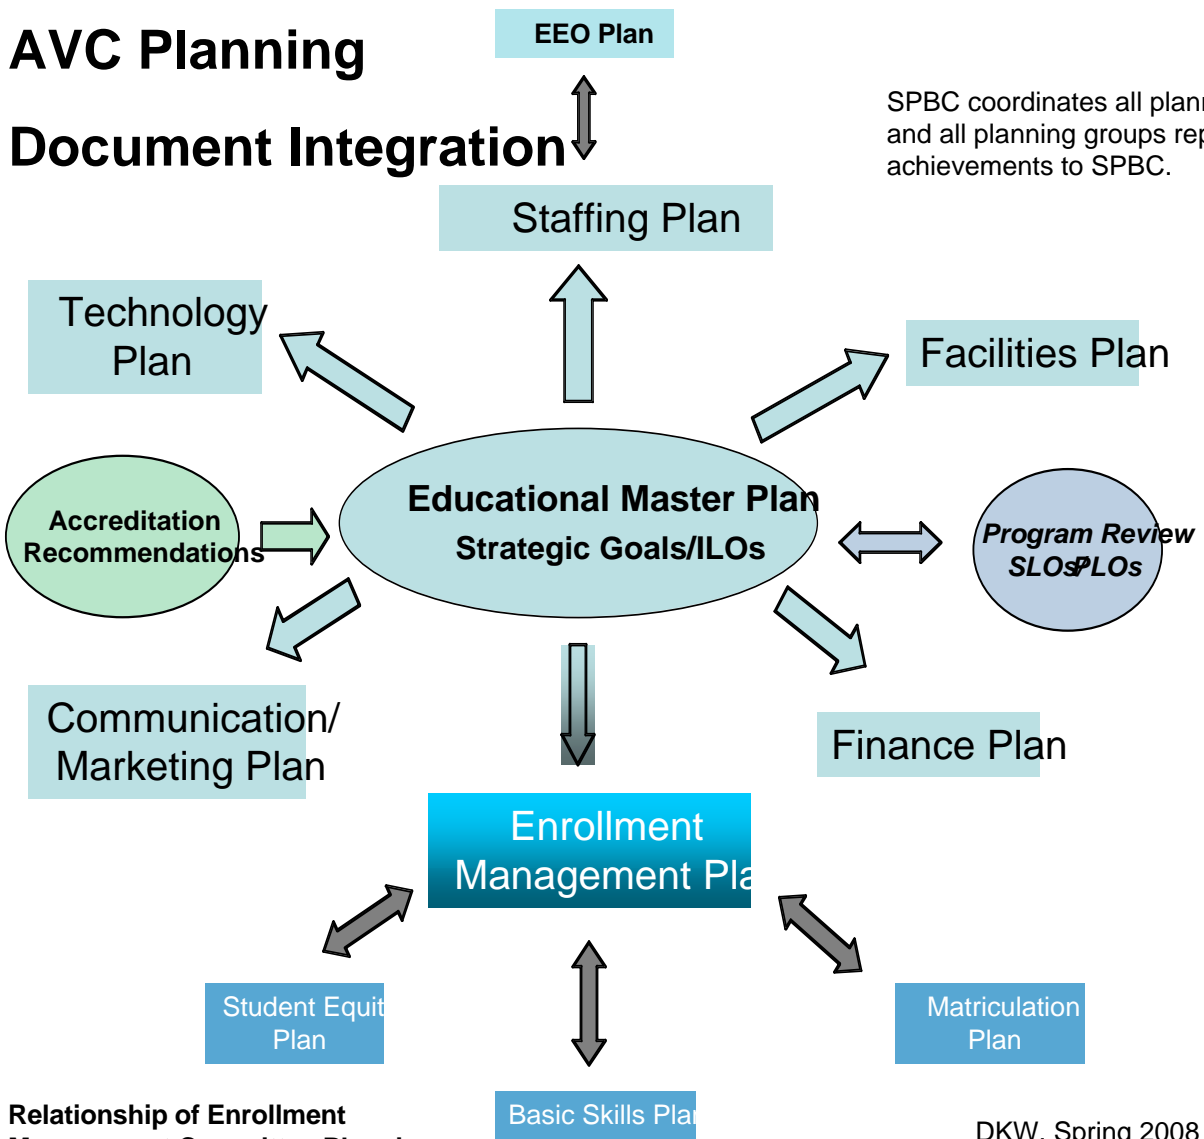 AVC Planning
Document Integration
EEO Plan
SPBC coordinates all plann
and all planning groups rep
achievements to SPBC.
Staffing Plan
Technology
Plan
Facilities Plan
Accreditation
Recommendations
Educational Master Plan
Strategic Goals/ILOs
Program Review
SLOs PLOs
Communication/
Marketing Plan
Finance Plan
Enrollment
Management Pla
Student Equit
Plan
Matriculation
Plan
Basic Skills Plan
Relationship of Enrollment
DKW, Spring 2008